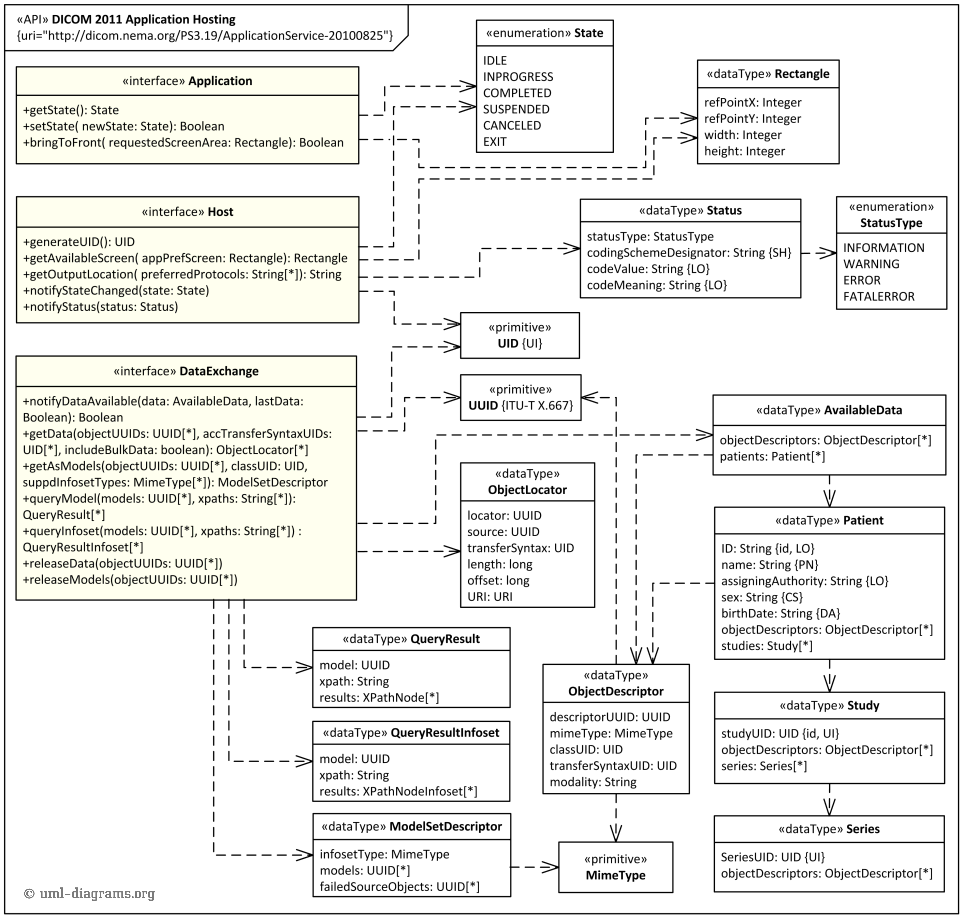 «API» DICOM 2011 Application Hosting
{uri="http://dicom.nema.org/PS3.19/ApplicationService-20100825"}
«interface» Application
+getState(): State
+setState( newState: State): Boolean
+bringToFront( requestedScreenArea: Rectangle): Boolean
«enumeration» State
IDLE
INPROGRESS
COMPLETED
SUSPENDED
CANCELED
EXIT
«dataType» Rectangle
refPointX: Integer
refPointY: Integer
width: Integer
height: Integer
«interface» Host
+generateUID(): UID
+getAvailableScreen( appPrefScreen: Rectangle): Rectangle
+getOutputLocation( preferredProtocols: String[*]): String
+notifyStateChanged(state: State)
+notifyStatus(status: Status)
«dataType» Status
statusType: StatusType
codingSchemeDesignator: String {SH}
codeValue: String {LO}
codeMeaning: String {LO}
«enumeration»
StatusType
INFORMATION
WARNING
ERROR
FATALERROR
«primitive»
UID {UI}
«interface» DataExchange
+notifyDataAvailable(data: AvailableData, lastData:
Boolean): Boolean
+getData(objectUUIDs: UUID[*], accTransferSyntaxUIDs:
UID[*], includeBulkData: boolean): ObjectLocator[*]
+getAsModels(objectUUIDs: UUID[*], classUID: UID,
suppdInfosetTypes: MimeType[*]): ModelSetDescriptor
+queryModel(models: UUID[*], xpaths: String[*]):
QueryResult[*]
+queryInfoset(models: UUID[*], xpaths: String[*]) :
QueryResultInfoset[*]
+releaseData(objectUUIDs: UUID[*])
+releaseModels(objectUUIDs: UUID[*])
«primitive»
UUID {ITU-T X.667}
«dataType» AvailableData
objectDescriptors: ObjectDescriptor[*]
patients: Patient[*]
«dataType»
ObjectLocator
locator: UUID
source: UUID
transferSyntax: UID
length: long
offset: long
URI: URI
«dataType» Patient
ID: String {id, LO}
name: String {PN}
assigningAuthority: String {LO}
sex: String {CS}
birthDate: String {DA}
objectDescriptors: ObjectDescriptor[*]
studies: Study[*]
«dataType» QueryResult
model: UUID
xpath: String
results: XPathNode[*]
«dataType»
ObjectDescriptor
descriptorUUID: UUID
mimeType: MimeType
classUID: UID
transferSyntaxUID: UID
modality: String
«dataType» Study
studyUID: UID {id, UI}
objectDescriptors: ObjectDescriptor[*]
series: Series[*]
«dataType» QueryResultInfoset
model: UUID
xpath: String
results: XPathNodeInfoset[*]
«dataType» ModelSetDescriptor
infosetType: MimeType
models: UUID[*]
failedSourceObjects: UUID[*]
«primitive»
MimeType
«dataType» Series
SeriesUID: UID {UI}
objectDescriptors: ObjectDescriptor[*]
© uml-diagrams.org